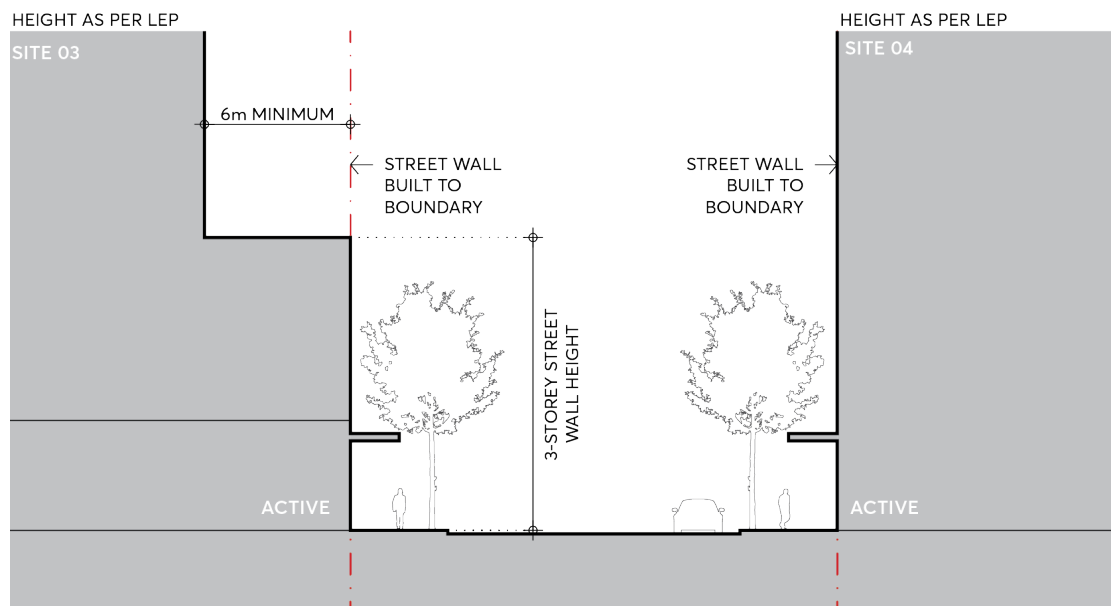 HEIGHT AS PER LEP
HEIGHT AS PER LEP
SITE 03
SITE 04
6m MINIMUM
STREET WALL
BUILT TO
BOUNDARY
STREET WALL
BUILT TO
BOUNDARY
3-STOREY STREET
WALL HEIGHT
ACTIVE
ACTIVE